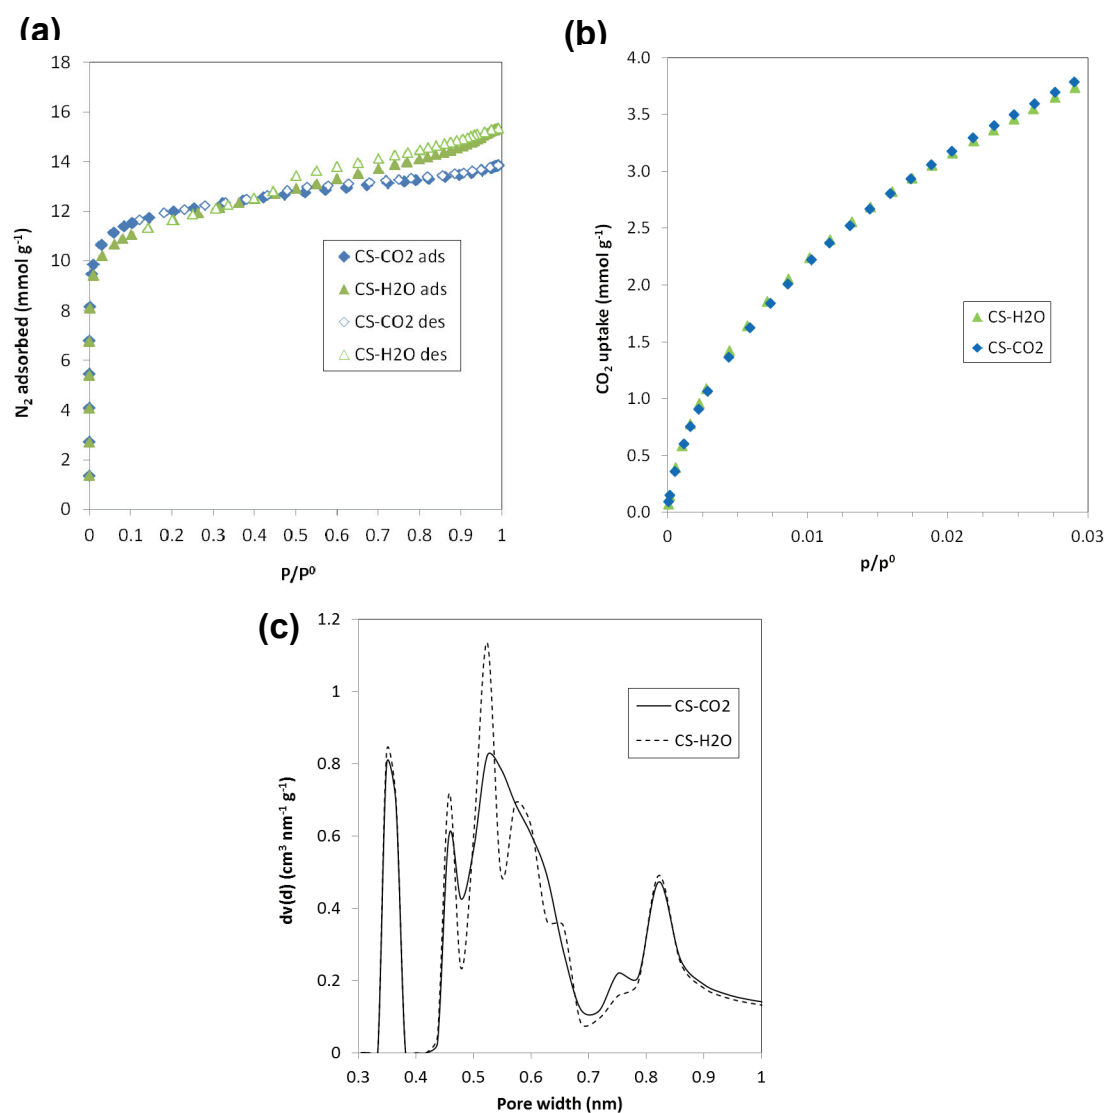 (a)
18
16
14
12
10
8
6
4
2
0
N2 adsorbed (mmol g-1)
CS-CO2 ads
CS-H2O ads
CS-CO2 des
CS-H2O des
0 0.1 0.2 0.3 0.4 0.5 0.6 0.7 0.8 0.9 1
P/P0
(b)
4.0
3.5
3.0
2.5
2.0
1.5
1.0
0.5
0.0
CO2 uptake (mmol g-1)
CS-H2O
CS-CO2
0 0.01 0.02 0.03
p/p0
(c)
1.2
1
0.8
0.6
0.4
0.2
0
dv(d) (cm3 nm-1 g-1)
CS-CO2
CS-H2O
0.3 0.4 0.5 0.6 0.7 0.8 0.9 1
Pore width (nm)